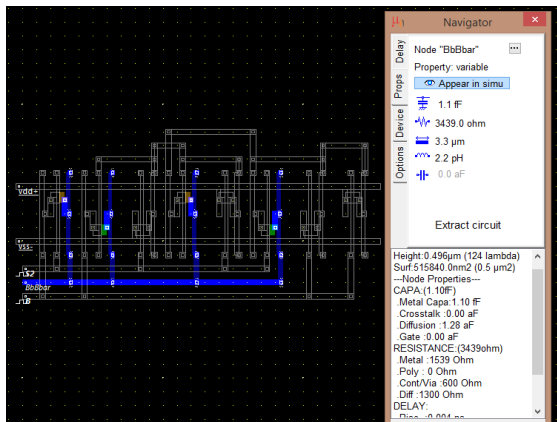 Navigator
Delay
Props
Device
Options
Node "BbBbar"
...
Property: variable
Appear in simu
1.1 fF
3439.0 ohm
3.3 µm
2.2 pH
0.0 aF
Extract circuit
Height:0.496µm (124 lambda)
Surf:515840.0nm2 (0.5 µm2)
---Node Properties---
CAPA:(1.10fF)
.Metal Capa:1.10 fF
.Crosstalk :0.00 aF
.Diffusion :1.28 aF
.Gate :0.00 aF
RESISTANCE:(3439ohm)
.Metal :1539 Ohm
.Poly : 0 Ohm
.Cont/Via :600 Ohm
.Diff :1300 Ohm
DELAY:
Vdd+
Vss-
S2
BbBbar
B